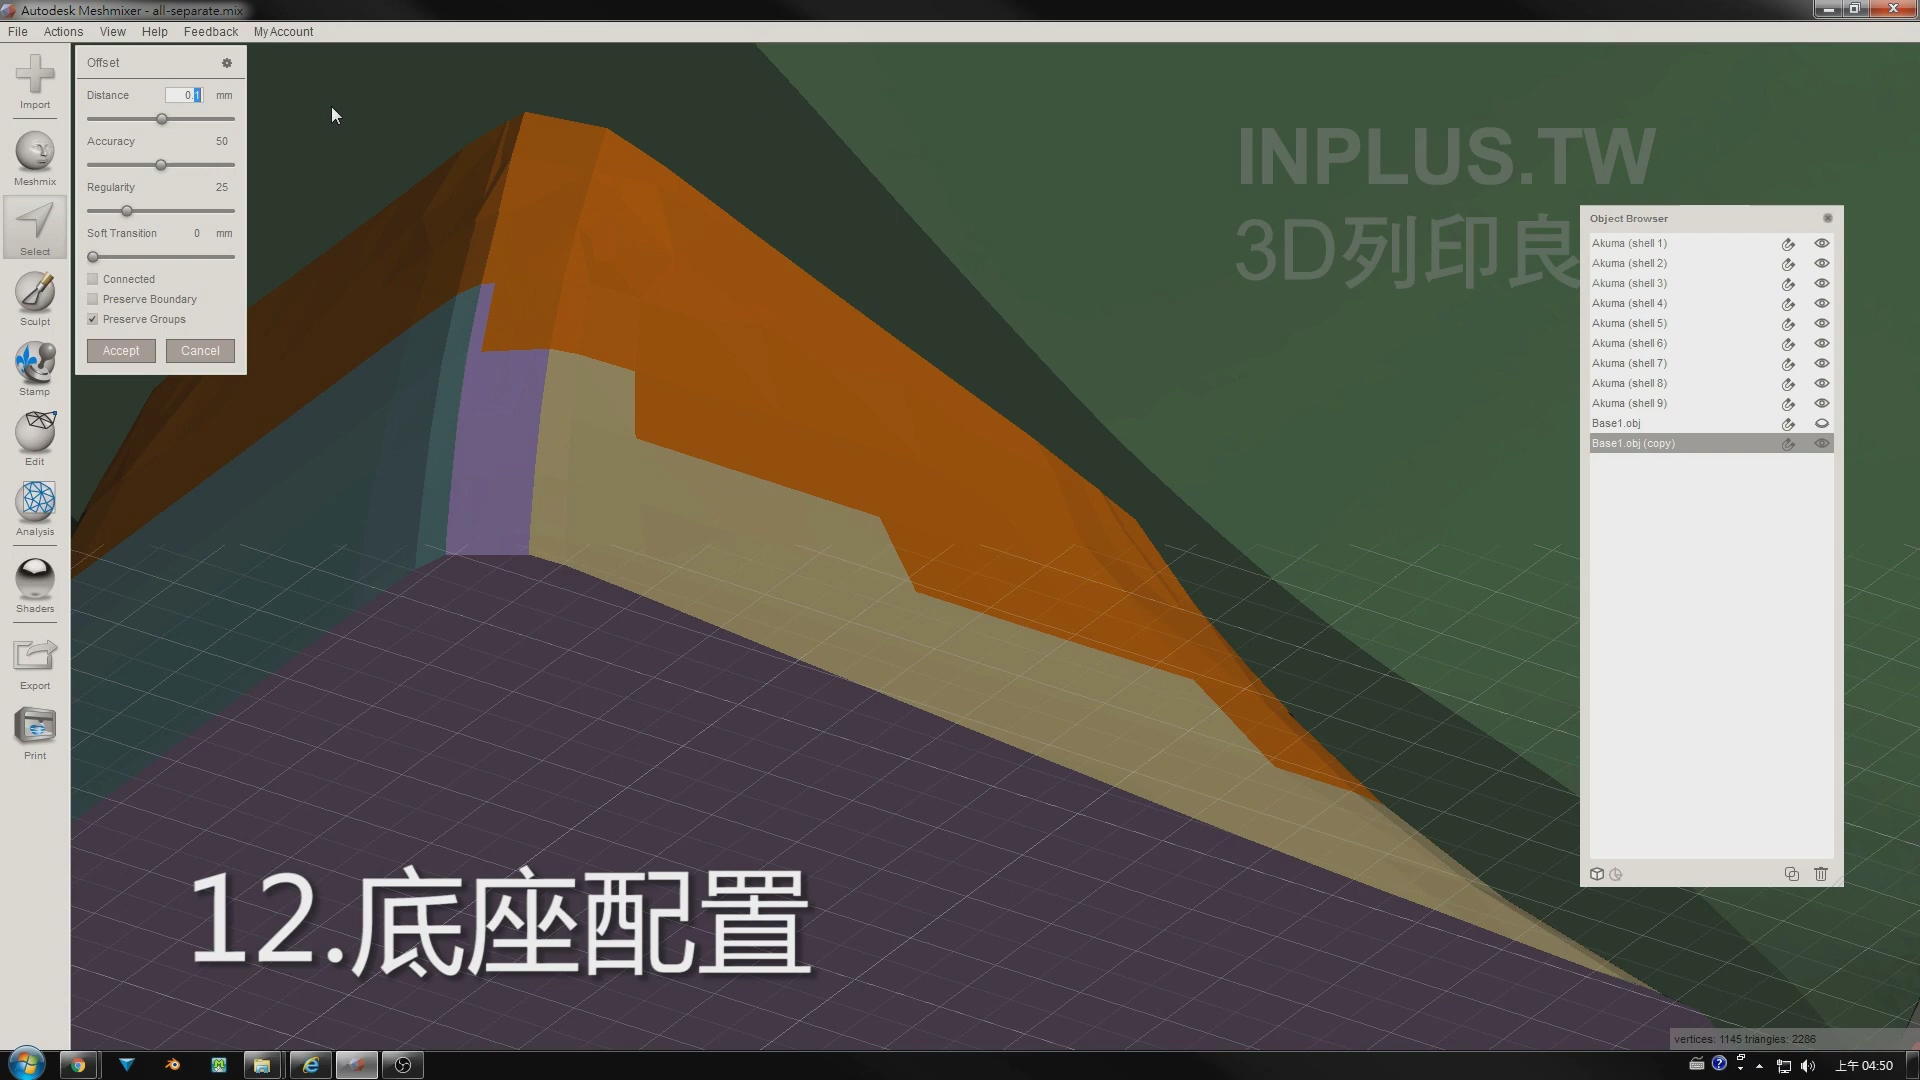 Autodesk Meshmixer - all-separate.mix
File Actions View Help Feedback My Account
Import
Meshmix
Select
Sculpt
Stamp
Edit
Analysis
Shaders
Export
Print
Offset
Distance 0.1 mm
Accuracy 50
Regularity 25
Soft Transition 0 mm
Connected
Preserve Boundary
Preserve Groups
Accept Cancel
INPLUS.TW
3D列印良
Object Browser
Akuma (shell 1)
Akuma (shell 2)
Akuma (shell 3)
Akuma (shell 4)
Akuma (shell 5)
Akuma (shell 6)
Akuma (shell 7)
Akuma (shell 8)
Akuma (shell 9)
Base1.obj
Base1.obj (copy)
12.底座配置
vertices: 1145 triangles: 2286
上午 04:50